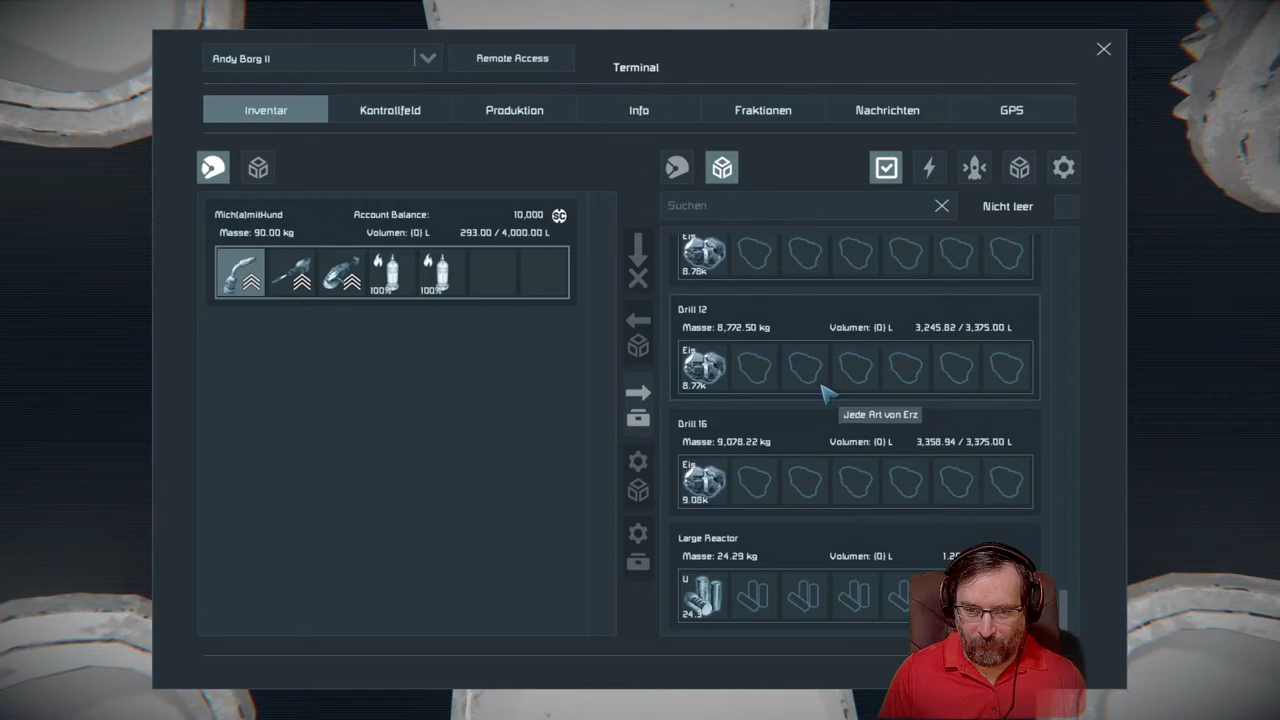 Andy Borg II
Remote Access
Terminal
Inventar
Kontrollfeld
Produktion
Info
Fraktionen
Nachrichten
GPS
Mich(a)mitHund
Account Balance:
10,000
SC
Masse: 90.00 kg
Volumen: (0) L
293.00 / 4,000.00 L
100%
100%
Suchen
Nicht leer
Eis
8.78k
Drill 12
Masse: 8,772.50 kg
Volumen: (0) L
3,245.82 / 3,375.00 L
Eis
8.77k
Jede Art von Erz
Drill 16
Masse: 9,078.22 kg
Volumen: (0) L
3,358.94 / 3,375.00 L
Eis
9.08k
Large Reactor
Masse: 24.29 kg
Volumen: (0) L
U